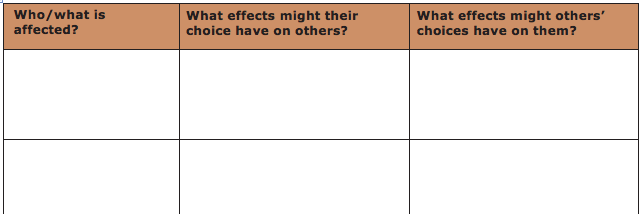 Who/what is
affected?
What effects might their
choice have on others?
What effects might others’
choices have on them?